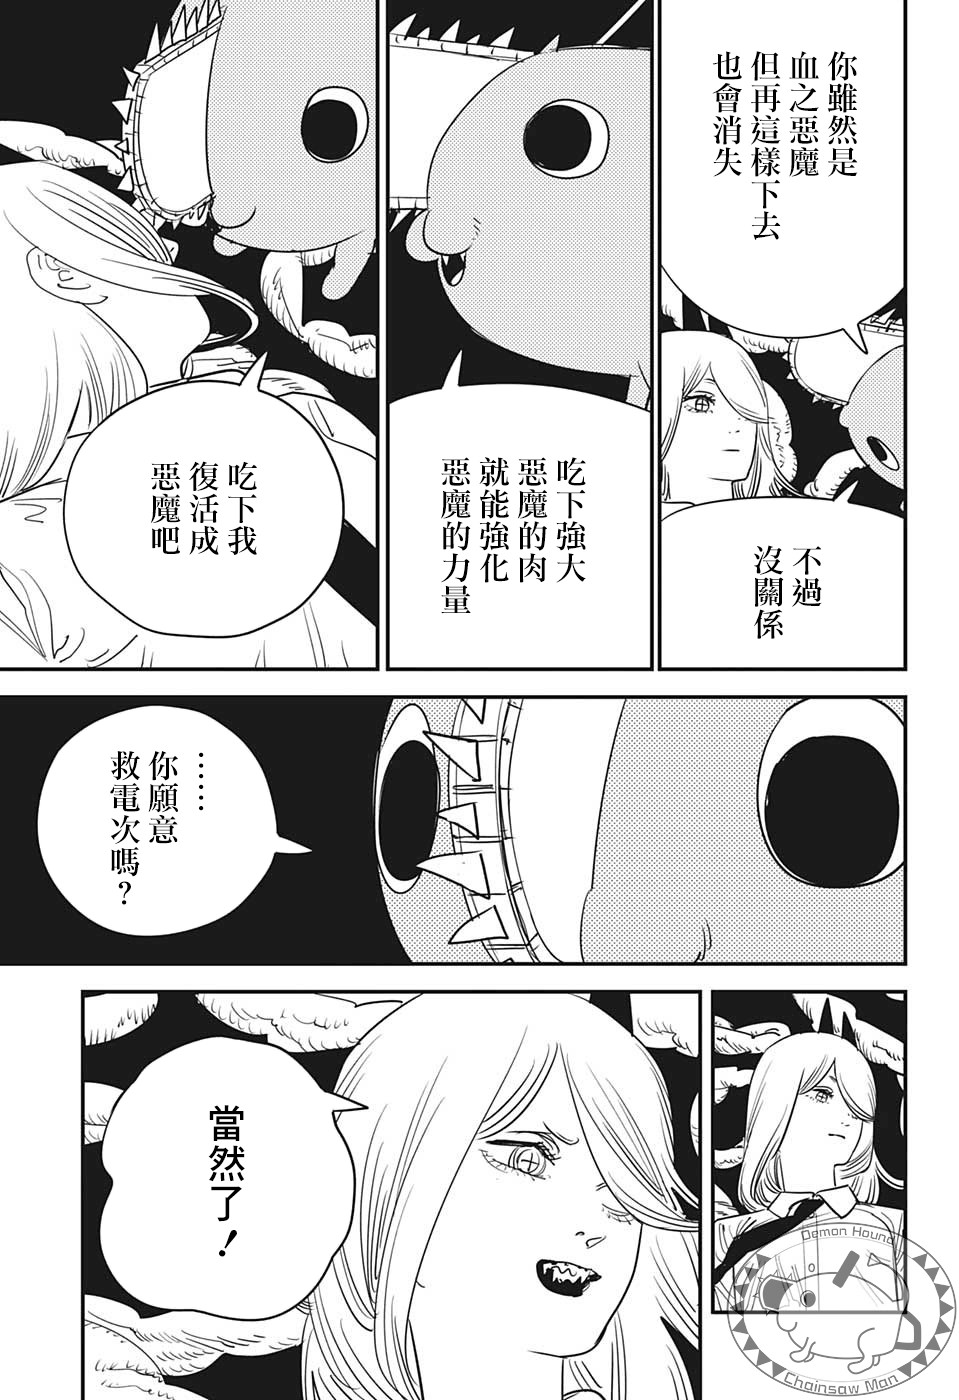 你雖然是
血之惡魔
但再這樣下去
也會消失
不過
沒關係
吃下強大
惡魔的肉
就能強化
惡魔的力量
吃下我
復活成
惡魔吧
……
你願意
救電次嗎？
當然了！
Demon Hound
Chainsaw Man